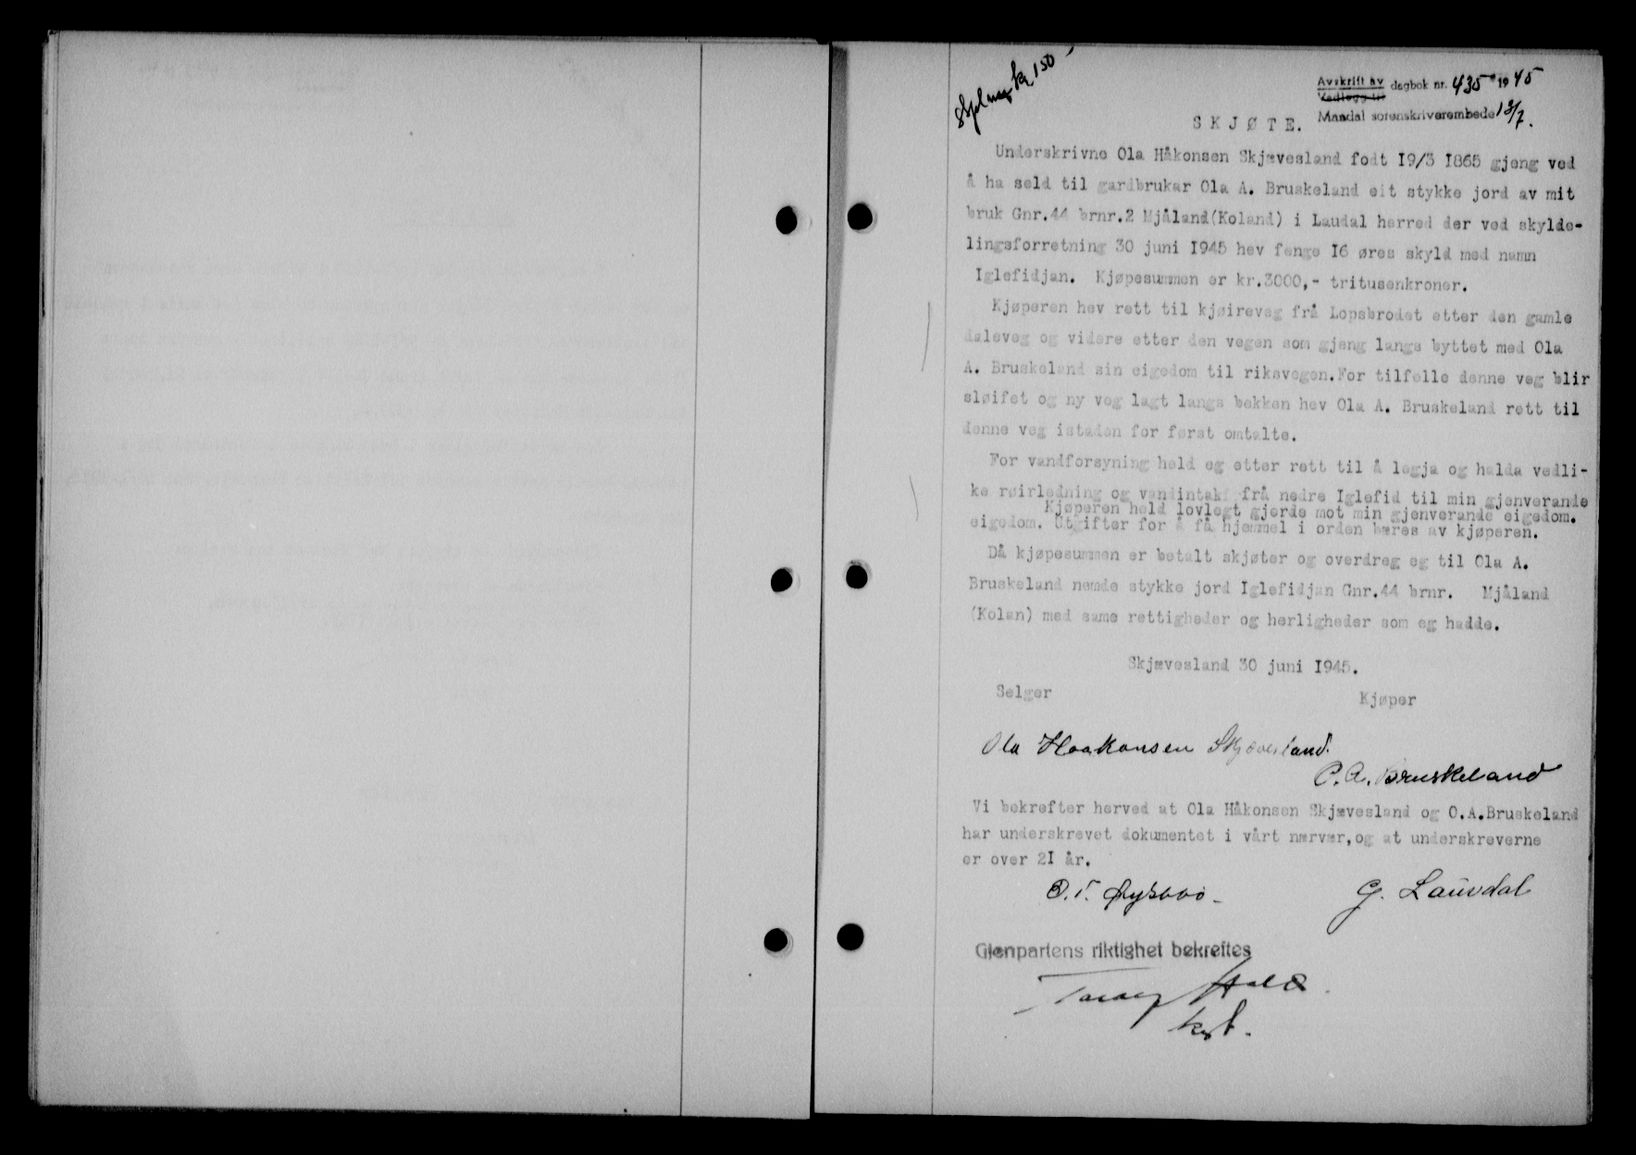 kr 150
Avskrift av
Vedlegg til
dagbok nr. 435 1945
Mandal sorenskriverembede 13/7.
SKJØTE.
Underskrivne Ola Håkonsen Skjævesland født 19/3 1865 gjeng ved
å ha seld til gardbrukar Ola A. Bruskeland eit stykke jord av mit
bruk Gnr.44 brnr.2 Mjåland(Koland) i Laudal herred der ved skylde-
lingsforretning 30 juni 1945 hev fenge 16 øres skyld med namn
Iglefidjan. Kjøpesummen er kr.3000,- tritusenkroner.
Kjøperen hev rett til kjøireveg frå Lopsbrodet etter den gamle
døleveg og videre etter den vegen som gjeng langs byttet med Ola
A. Bruskeland sin eigedom til riksvegen.For tilfelle denne veg blir
sløifet og ny veg lagt langs bekken hev Ola A. Bruskeland rett til
denne veg istaden for først omtalte.
For vandforsyning held eg etter rett til å legja og halda vedli-
ke røirledning og vandintak frå nedre Iglefid til min gjenverande
Kjøperen held lovlegt gjerde mot min gjenverande eigedom.
eigedom. Utgifter for å få hjemmel i orden bæres av kjøperen.
Då kjøpesummen er betalt skjøter og overdreg eg til Ola A.
Bruskeland nemde stykke jord Iglefidjan Gnr.44 brnr. Mjåland
(Kolan) med same rettigheder og herligheder som eg hadde.
Skjævesland 30 juni 1945.
Selger
Kjøper
Ola Haakonsen Skjævesland.
O. A. Bruskeland
Vi bekrefter herved at Ola Håkonsen Skjævesland og O.A.Bruskeland
har underskrevet dokumentet i vårt nærvær,og at underskreverne
er over 21 år.
O. T.
G. Lauvdal
Gjenpartens riktighet bekreftes